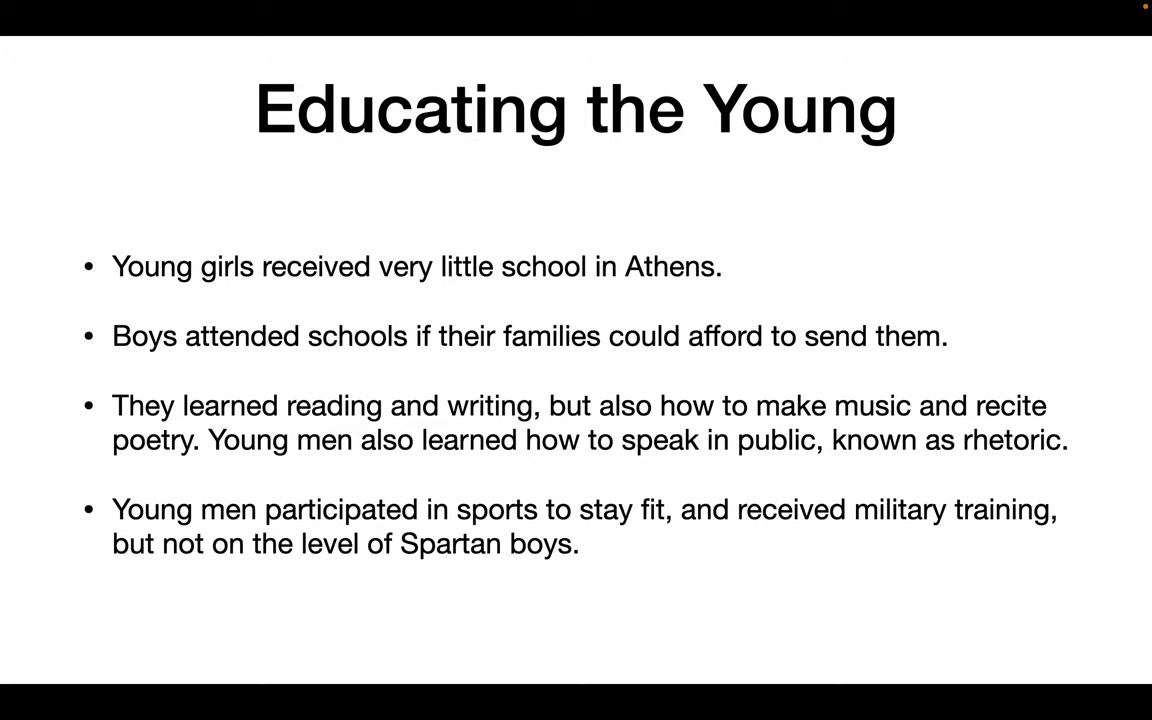 Educating the Young
• Young girls received very little school in Athens.
• Boys attended schools if their families could afford to send them.
• They learned reading and writing, but also how to make music and recite
poetry. Young men also learned how to speak in public, known as rhetoric.
• Young men participated in sports to stay fit, and received military training,
but not on the level of Spartan boys.